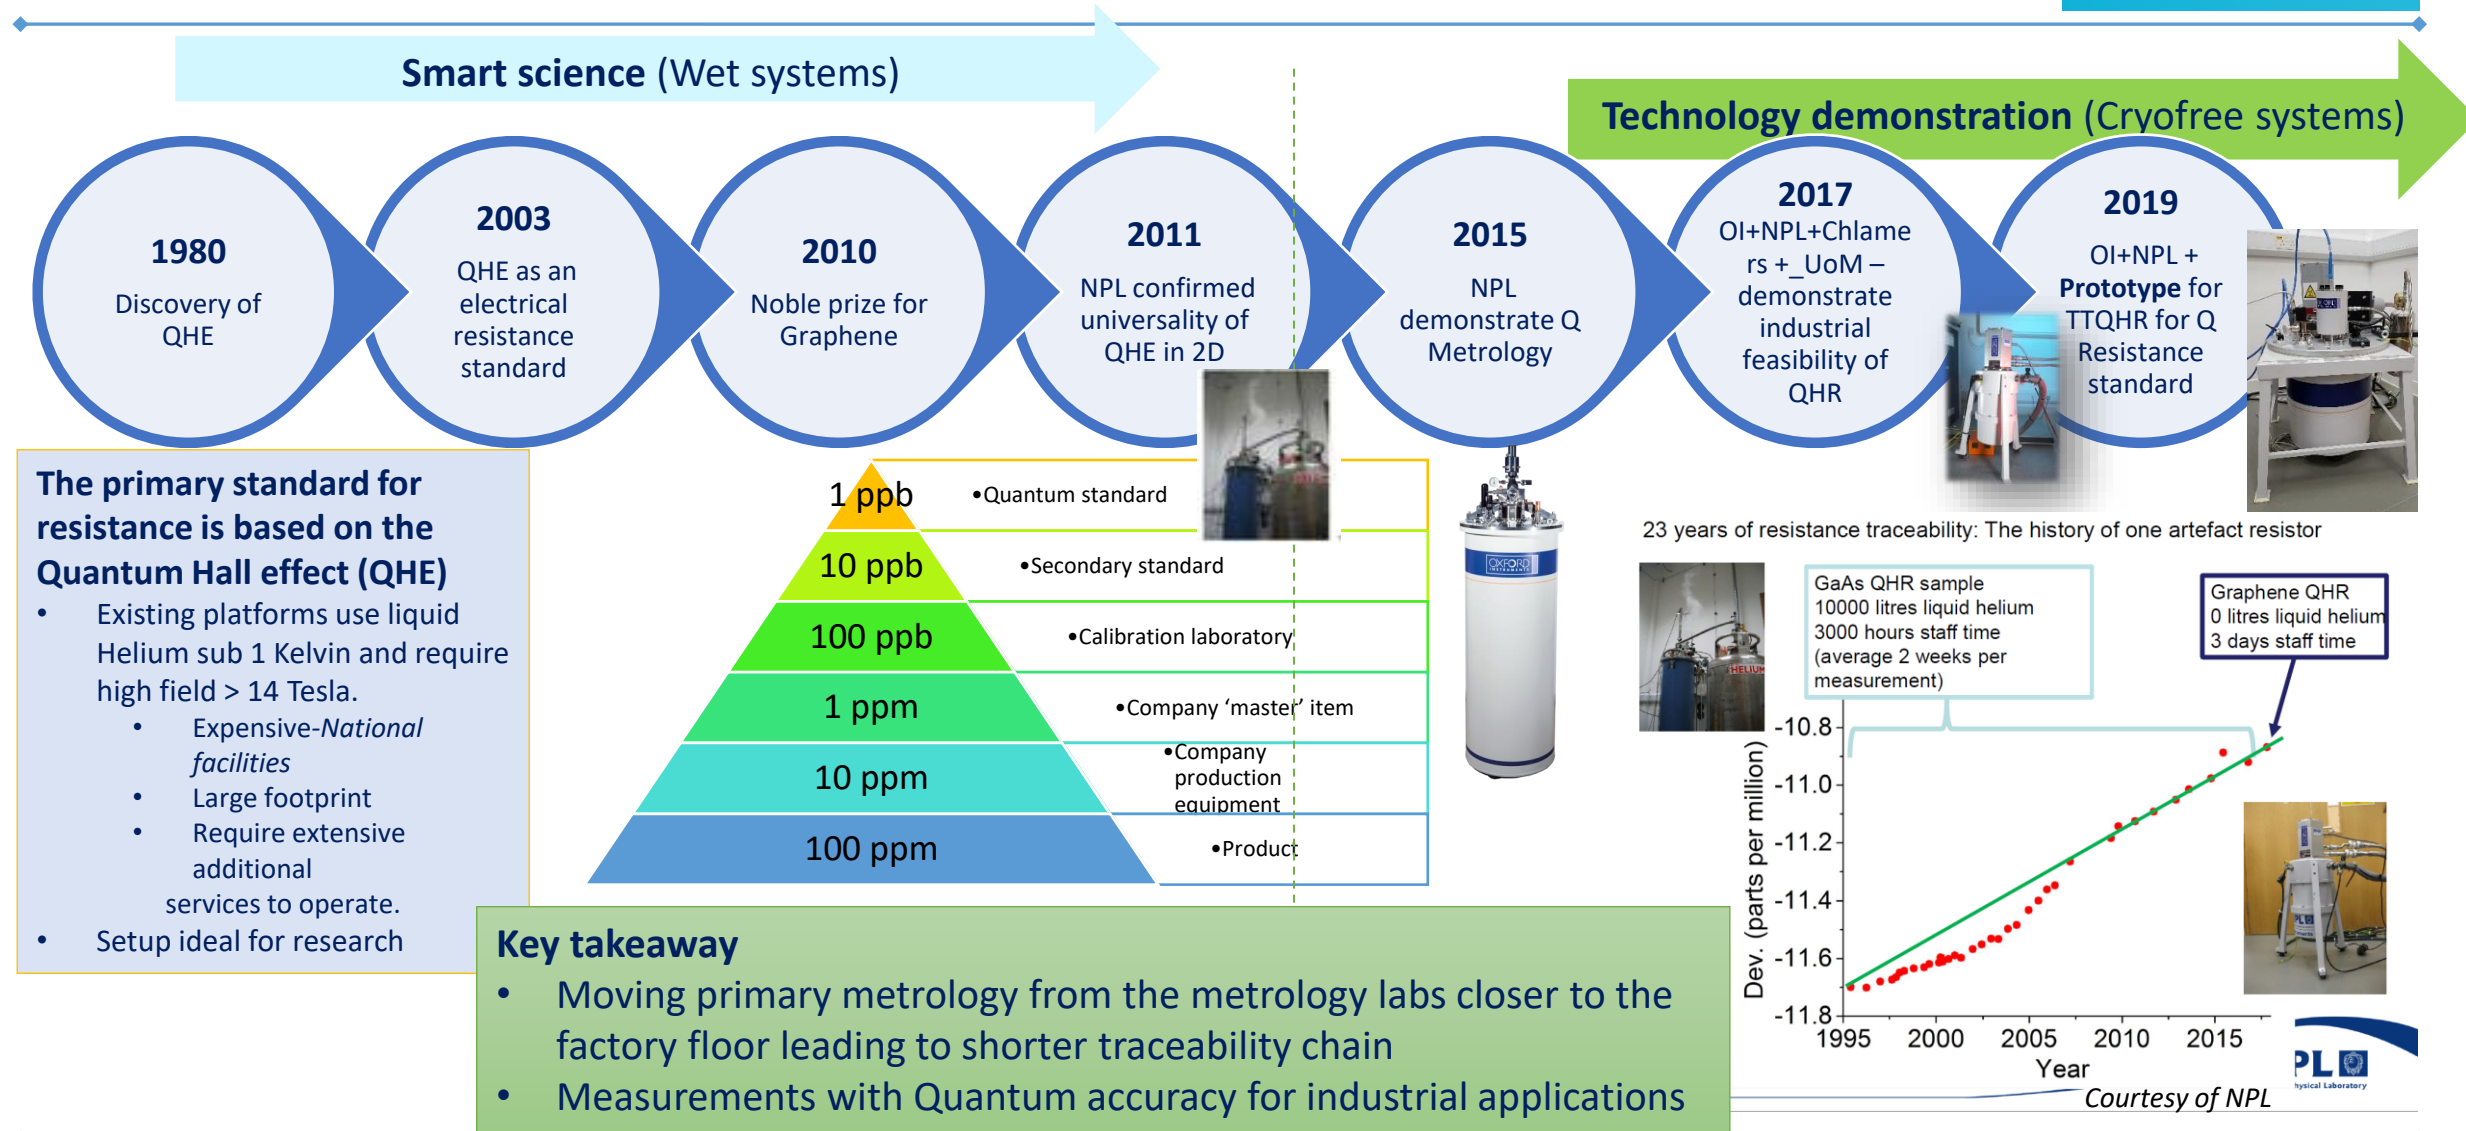 Smart science (Wet systems)
Technology demonstration (Cryofree systems)
1980
Discovery of
QHE
2003
QHE as an
electrical
resistance
standard
2010
Noble prize for
Graphene
2011
NPL confirmed
universality of
QHE in 2D
2015
NPL
demonstrate Q
Metrology
2017
OI+NPL+Chlame
rs +_UoM –
demonstrate
industrial
feasibility of
QHR
2019
OI+NPL +
Prototype for
TTQHR for Q
Resistance
standard
The primary standard for
resistance is based on the
Quantum Hall effect (QHE)
• Existing platforms use liquid
Helium sub 1 Kelvin and require
high field > 14 Tesla.
• Expensive-National
facilities
• Large footprint
• Require extensive
additional
services to operate.
• Setup ideal for research
1 ppb
•Quantum standard
10 ppb
•Secondary standard
100 ppb
•Calibration laboratory
1 ppm
•Company ‘master’ item
10 ppm
•Company
production
equipment
100 ppm
•Product
OXFORD
INSTRUMENTS
Key takeaway
• Moving primary metrology from the metrology labs closer to the
factory floor leading to shorter traceability chain
• Measurements with Quantum accuracy for industrial applications
23 years of resistance traceability: The history of one artefact resistor
HELIUM
GaAs QHR sample
10000 litres liquid helium
3000 hours staff time
(average 2 weeks per
measurement)
Graphene QHR
0 litres liquid helium
3 days staff time
Dev. (parts per million)
-10.8
-11.0
-11.2
-11.4
-11.6
-11.8
1995 2000 2005 2010 2015
Year
PL
hysical Laboratory
Courtesy of NPL